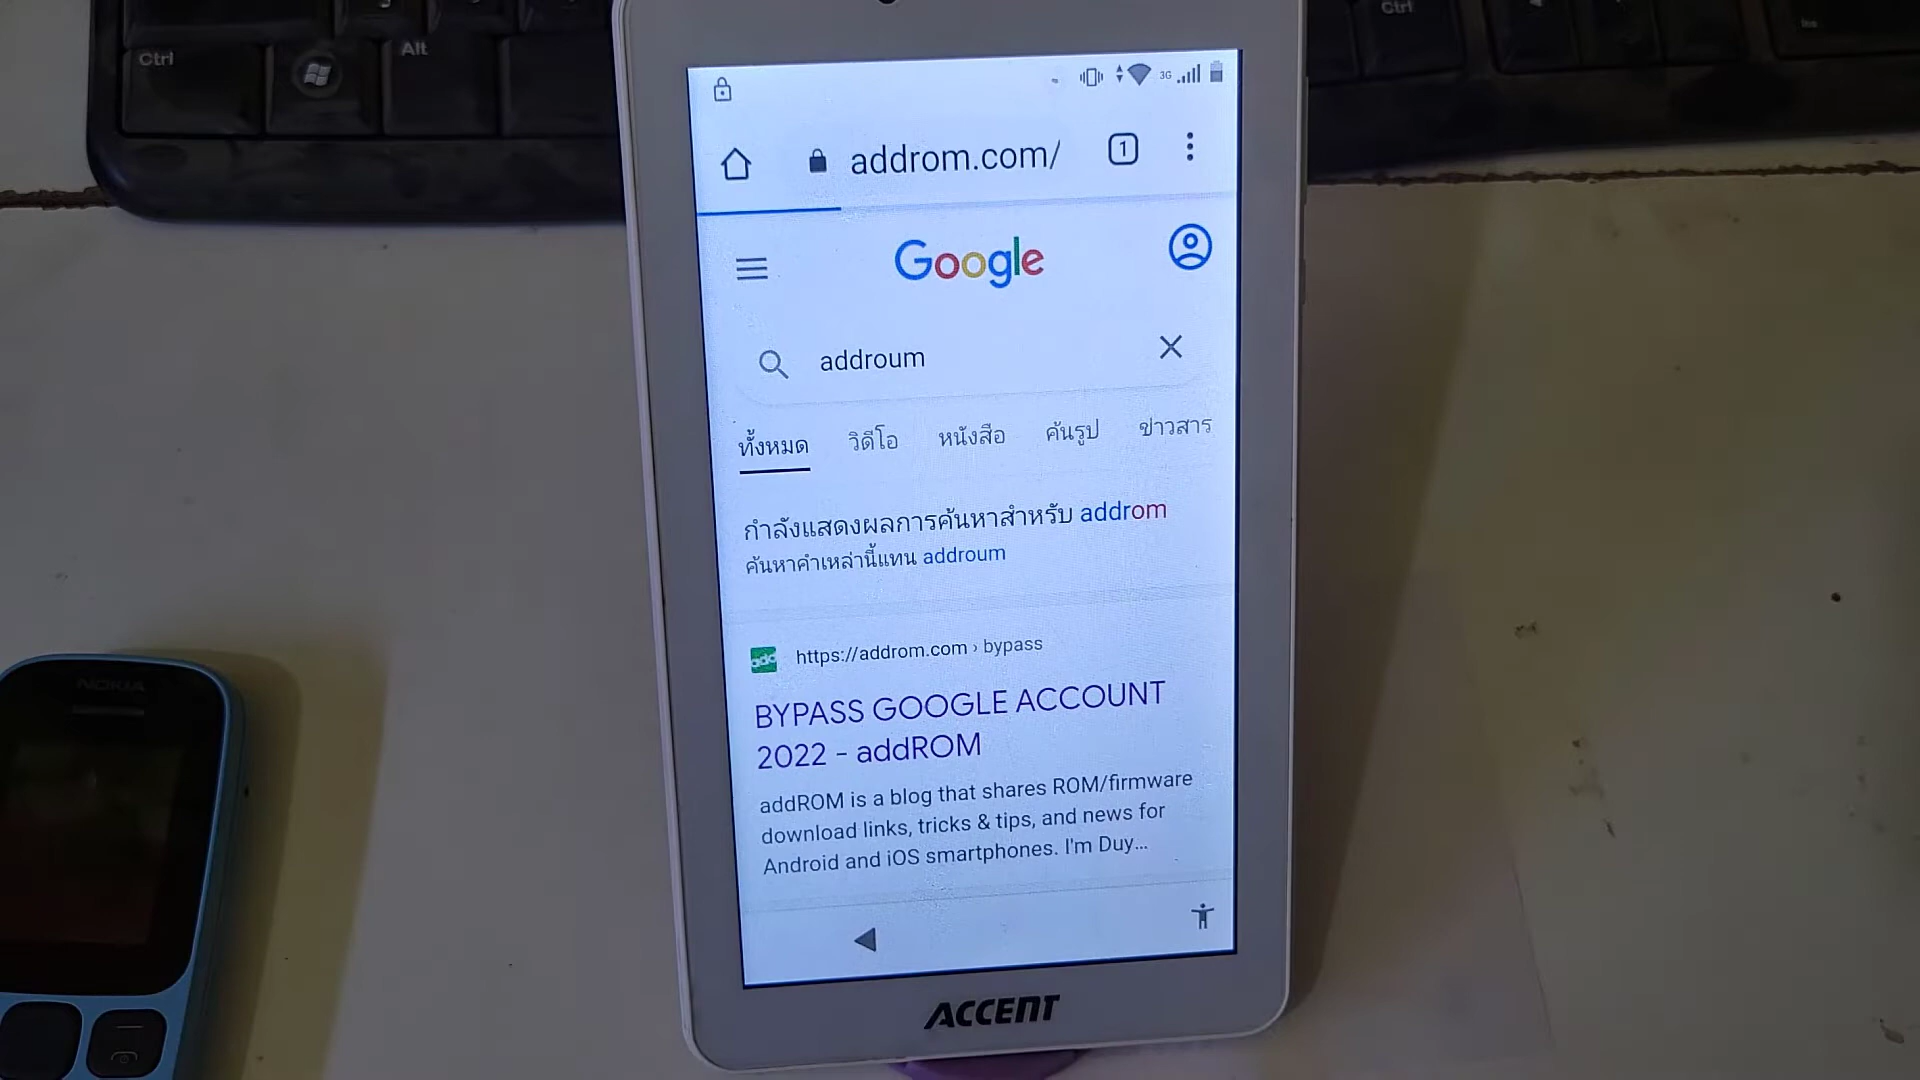 Ctrl
Alt
Ctrl
3G
addrom.com/
1
Google
addroum
ทั้งหมด วิดีโอ หนังสือ ค้นรูป ข่าวสาร
กำลังแสดงผลการค้นหาสำหรับ addrom
ค้นหาคำเหล่านี้แทน addroum
add
https://addrom.com › bypass
BYPASS GOOGLE ACCOUNT
2022 - addROM
addROM is a blog that shares ROM/firmware
download links, tricks & tips, and news for
Android and iOS smartphones. I'm Duy...
NOKIA
ACCENT